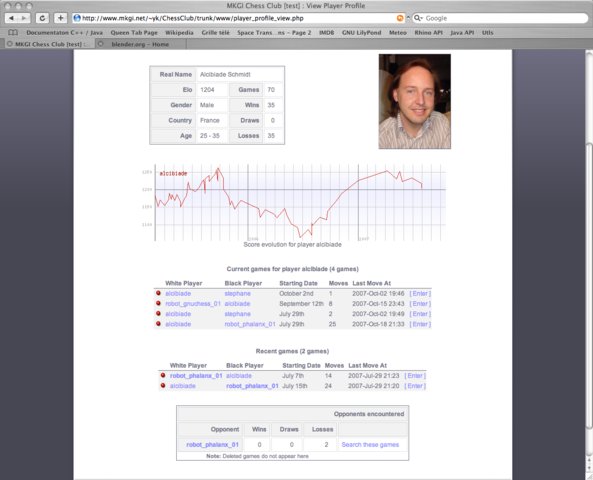 MKGI Chess Club [test] : View Player Profile
http://www.mkgi.net/~yk/ChessClub/trunk/www/player_profile_view.php
Google
Documentaton C++ / Java Queen Tab Page Wikipedia Grille télé Space Trans...ns – Page 2 IMDB GNU LilyPond Meteo Rhino API Java API Utils
MKGI Chess Club [test] :...
blender.org – Home
Real Name Alcibiade Schmidt
Elo 1204 Games 70
Gender Male Wins 35
Country France Draws 0
Age 25 - 35 Losses 35
alcibiade
Score evolution for player alcibiade
Current games for player alcibiade (4 games)
White Player Black Player Starting Date Moves Last Move At
alcibiade stephane October 2nd 1 2007-Oct-02 19:46 [ Enter ]
robot_gnuchess_01 alcibiade September 12th 8 2007-Oct-15 23:43 [ Enter ]
alcibiade stephane July 29th 2 2007-Oct-02 19:49 [ Enter ]
alcibiade robot_phalanx_01 July 29th 25 2007-Oct-18 21:33 [ Enter ]
Recent games (2 games)
White Player Black Player Starting Date Moves Last Move At
robot_phalanx_01 alcibiade July 7th 14 2007-Jul-29 21:23 [ Enter ]
alcibiade robot_phalanx_01 July 15th 24 2007-Jul-29 21:20 [ Enter ]
Opponents encountered
Opponent Wins Draws Losses
robot_phalanx_01 0 0 2 Search these games
Note: Deleted games do not appear here